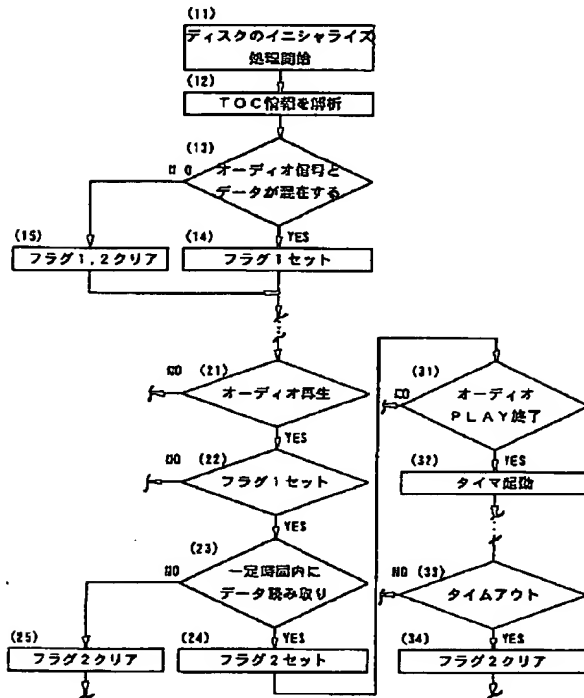 (11)
ディスクのイニシャライズ
処理開始
(12)
TOC情報を解析
(13)
NO
オーディオ信号と
データが混在する
(15)
(14)
YES
フラグ1,2クリア
フラグ1セット
NO
(21)
オーディオ再生
YES
NO
(22)
フラグ1セット
YES
(23)
NO
一定時間内に
データ読み取り
(25)
(24)
YES
フラグ2クリア
フラグ2セット
(31)
NO
オーディオ
PLAY終了
(32)
YES
タイマ起動
NO
(33)
タイムアウト
(34)
YES
フラグ2クリア